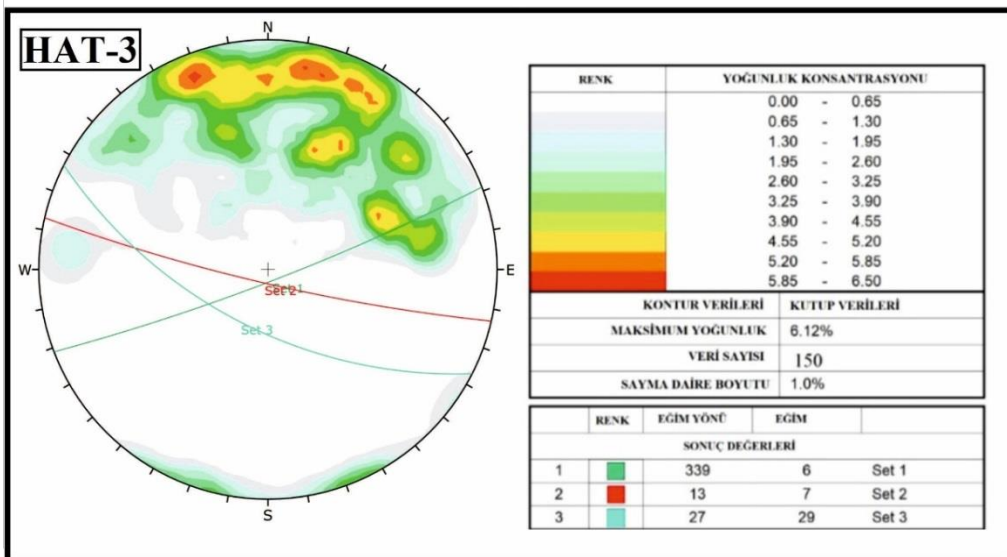 HAT-3
N
W
E
S
Set 1
Set 2
Set 3
RENK YOĞUNLUK KONSANTRASYONU
0.00 - 0.65
0.65 - 1.30
1.30 - 1.95
1.95 - 2.60
2.60 - 3.25
3.25 - 3.90
3.90 - 4.55
4.55 - 5.20
5.20 - 5.85
5.85 - 6.50
KONTUR VERİLERİ KUTUP VERİLERİ
MAKSİMUM YOĞUNLUK 6.12%
VERİ SAYISI 150
SAYMA DAİRE BOYUTU 1.0%
RENK EĞİM YÖNÜ EĞİM
SONUÇ DEĞERLERİ
1 339 6 Set 1
2 13 7 Set 2
3 27 29 Set 3